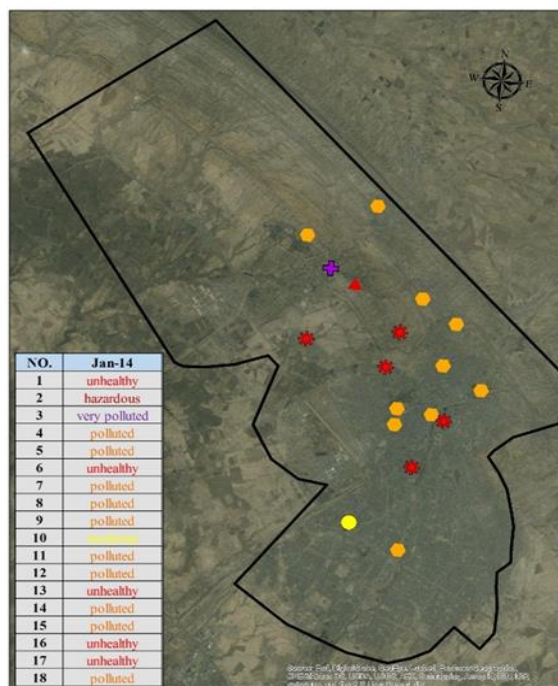 N
W E
S
NO. Jan-14
1 unhealthy
2 hazardous
3 very polluted
4 polluted
5 polluted
6 unhealthy
7 polluted
8 polluted
9 polluted
10
11 polluted
12 polluted
13 unhealthy
14 polluted
15 polluted
16 unhealthy
17 unhealthy
18 polluted